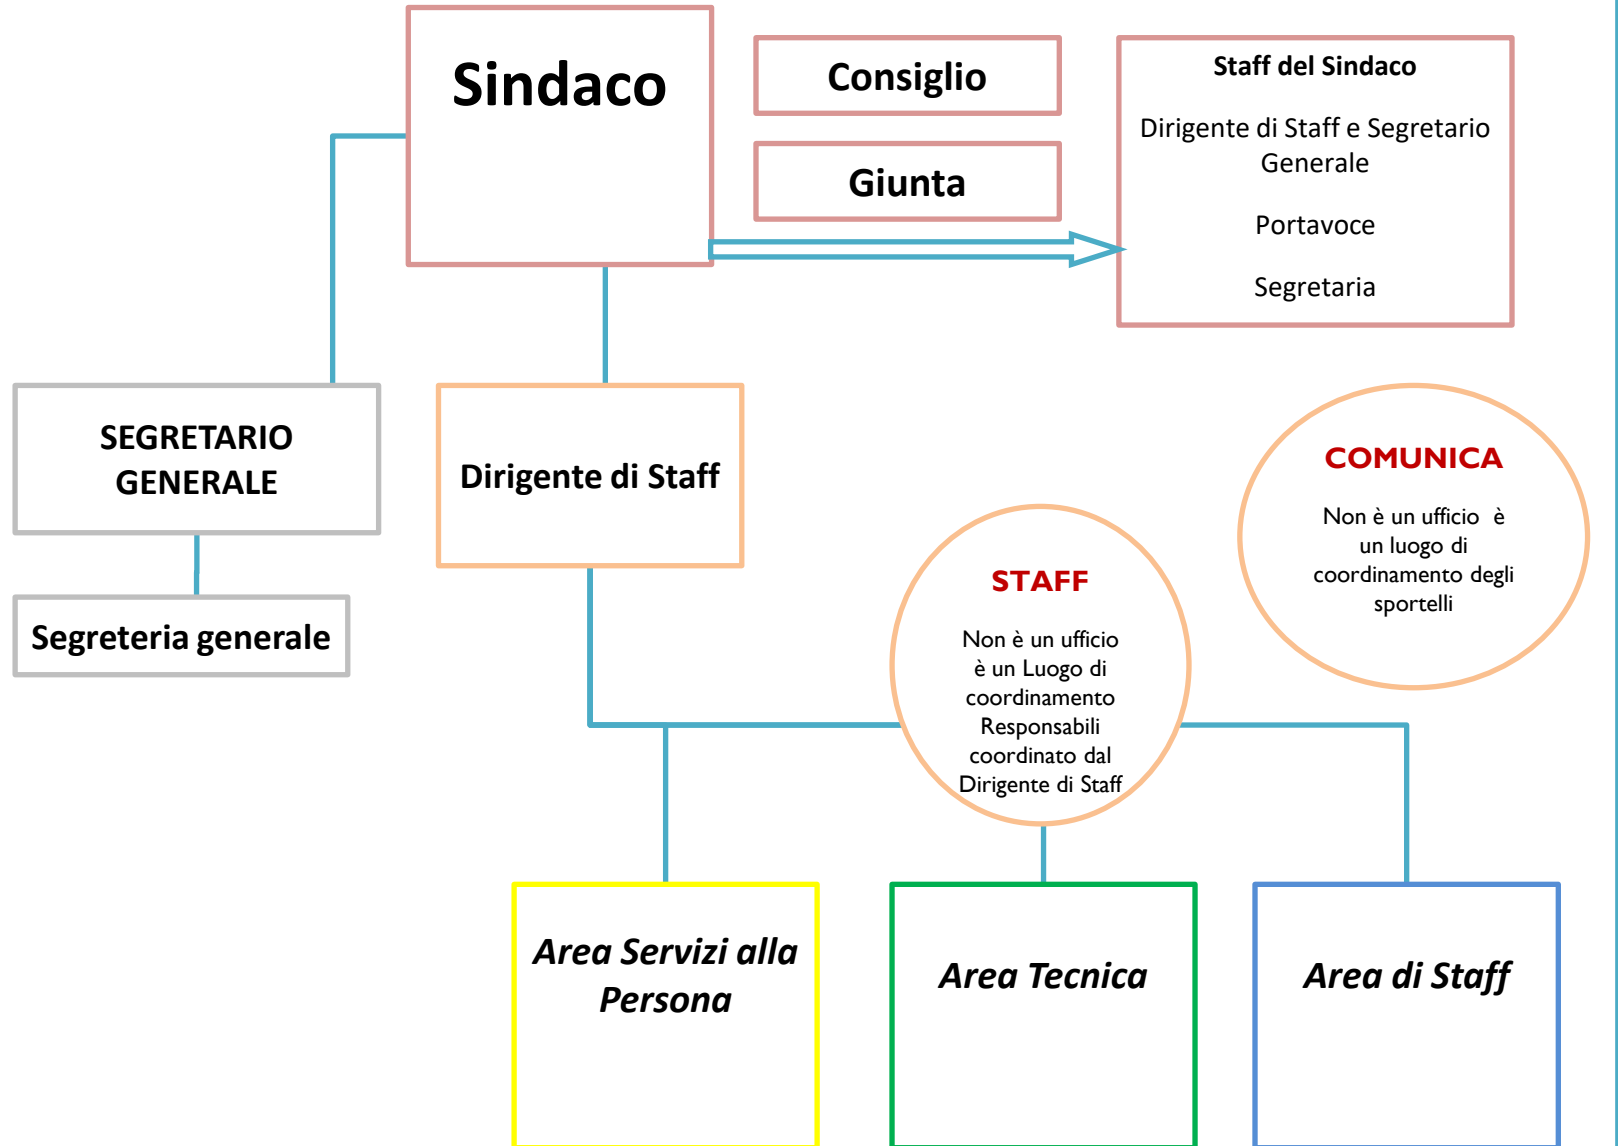 Sindaco
Consiglio
Giunta
Staff del Sindaco
Dirigente di Staff e Segretario
Generale
Portavoce
Segretaria
SEGRETARIO
GENERALE
Segreteria generale
Dirigente di Staff
STAFF
Non è un ufficio
è un Luogo di
coordinamento
Responsabili
coordinato dal
Dirigente di Staff
COMUNICA
Non è un ufficio è
un luogo di
coordinamento degli
sportelli
Area Servizi alla
Persona
Area Tecnica
Area di Staff